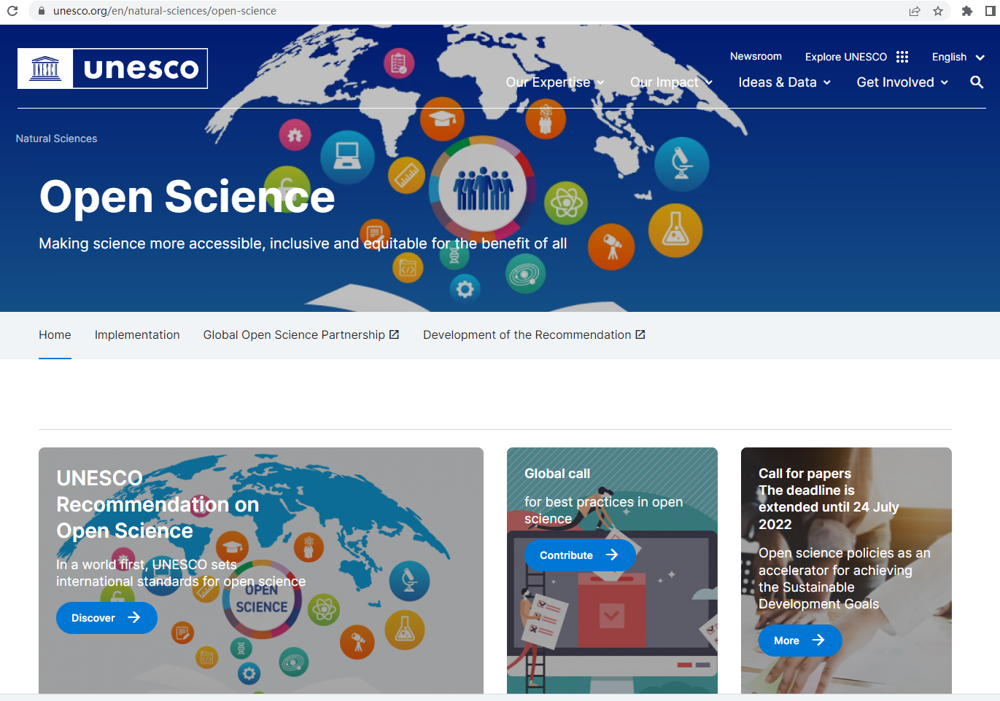 unesco.org/en/natural-sciences/open-science
unesco
Newsroom
Explore UNESCO
English
Our Expertise
Our Impact
Ideas & Data
Get Involved
Natural Sciences
Open Science
Making science more accessible, inclusive and equitable for the benefit of all
Home
Implementation
Global Open Science Partnership
Development of the Recommendation
UNESCO
Recommendation on
Open Science
In a world first, UNESCO sets
international standards for open science
OPEN
SCIENCE
Discover
Global call
for best practices in open
science
Contribute
Call for papers
The deadline is
extended until 24 July
2022
Open science policies as an
accelerator for achieving
the Sustainable
Development Goals
More